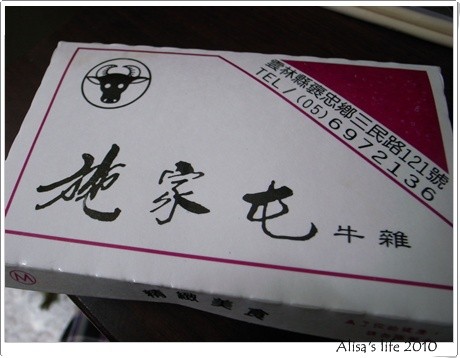 雲林縣褒忠鄉三民路121號
TEL/(05)6972136
施家屯
牛雜
M
精緻美食
Alisa's life 2010